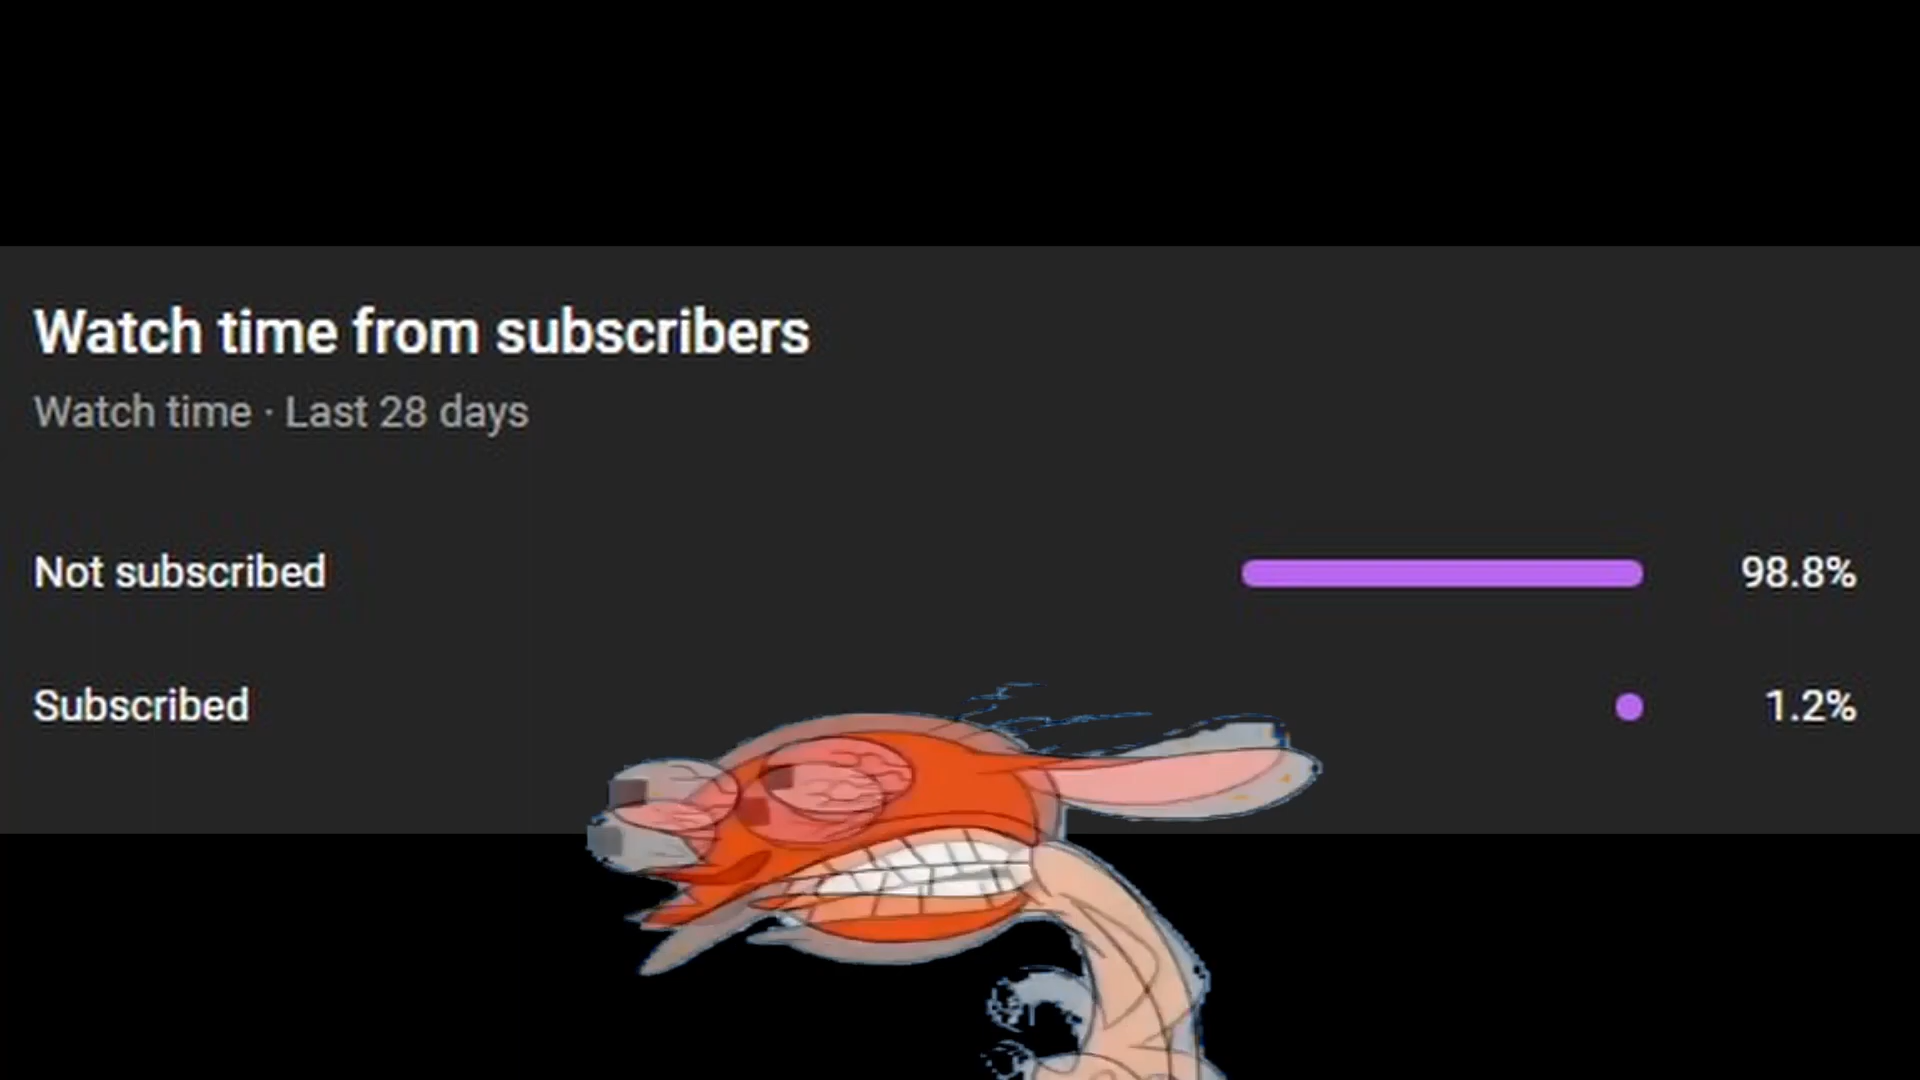 Watch time from subscribers
Watch time · Last 28 days
Not subscribed 98.8%
Subscribed 1.2%